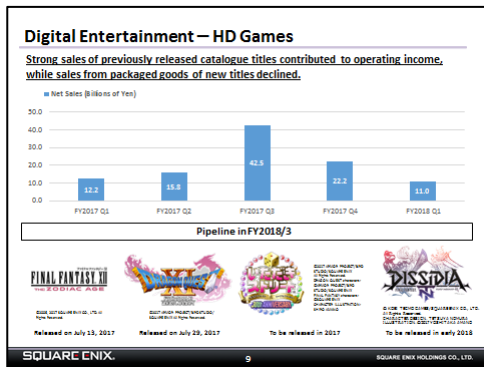 Digital Entertainment – HD Games
Strong sales of previously released catalogue titles contributed to operating income,
while sales from packaged goods of new titles declined.
Net Sales (Billions of Yen)
50.0
40.0
30.0
20.0
10.0
0.0
12.2
15.8
42.5
22.2
11.0
FY2017 Q1
FY2017 Q2
FY2017 Q3
FY2017 Q4
FY2018 Q1
Pipeline in FY2018/3
FINAL FANTASY XII
THE ZODIAC AGE
DRAGON QUEST
XI
DISSIDIA
NT
Released on July 13, 2017
Released on July 29, 2017
To be released in 2017
To be released in early 2018
SQUARE ENIX.
9
SQUARE ENIX HOLDINGS CO., LTD.